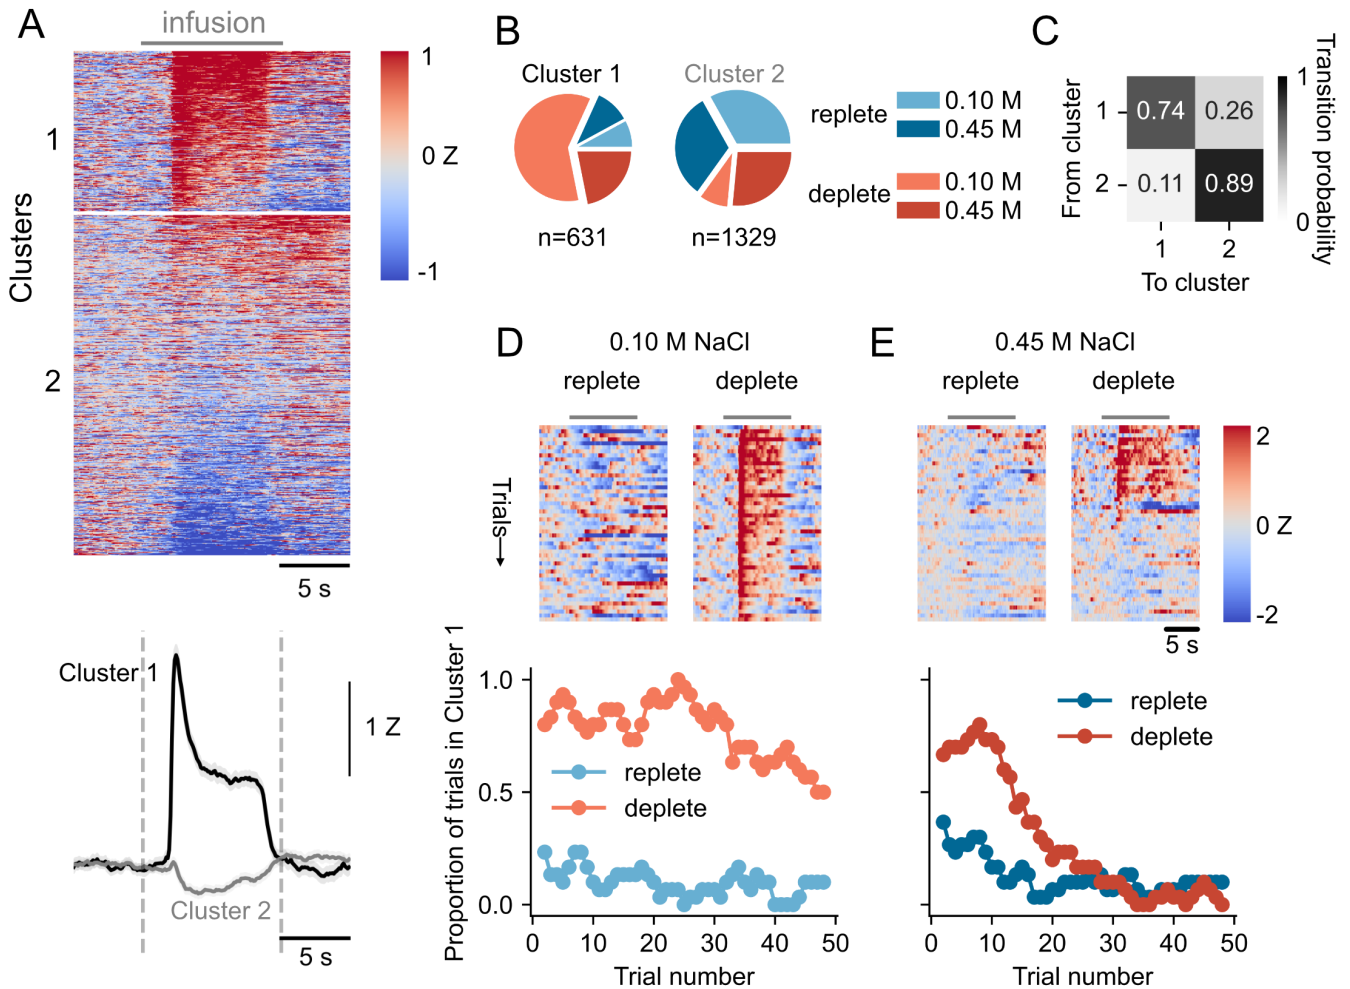 A
infusion
Clusters
1
2
1
0 Z
-1
5 s
Cluster 1
1 Z
Cluster 2
5 s
B
Cluster 1
Cluster 2
n=631
n=1329
replete
0.10 M
0.45 M
deplete
0.10 M
0.45 M
C
From cluster
1
2
0.74
0.26
0.11
0.89
1
2
To cluster
1
0
Transition probability
D
0.10 M NaCl
replete
deplete
Trials→
E
0.45 M NaCl
replete
deplete
2
0 Z
-2
5 s
Proportion of trials in Cluster 1
1.0
0.5
0.0
replete
deplete
0
10
20
30
40
50
Trial number
replete
deplete
0
10
20
30
40
50
Trial number